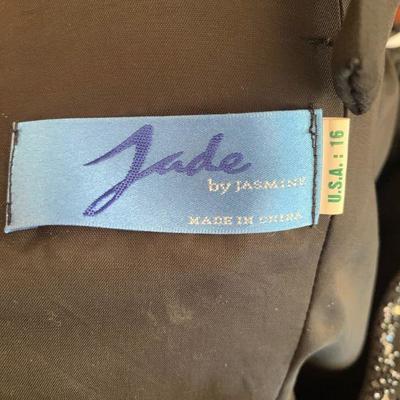 Jade
by JASMINE
MADE IN CHINA
U.S.A. : 16